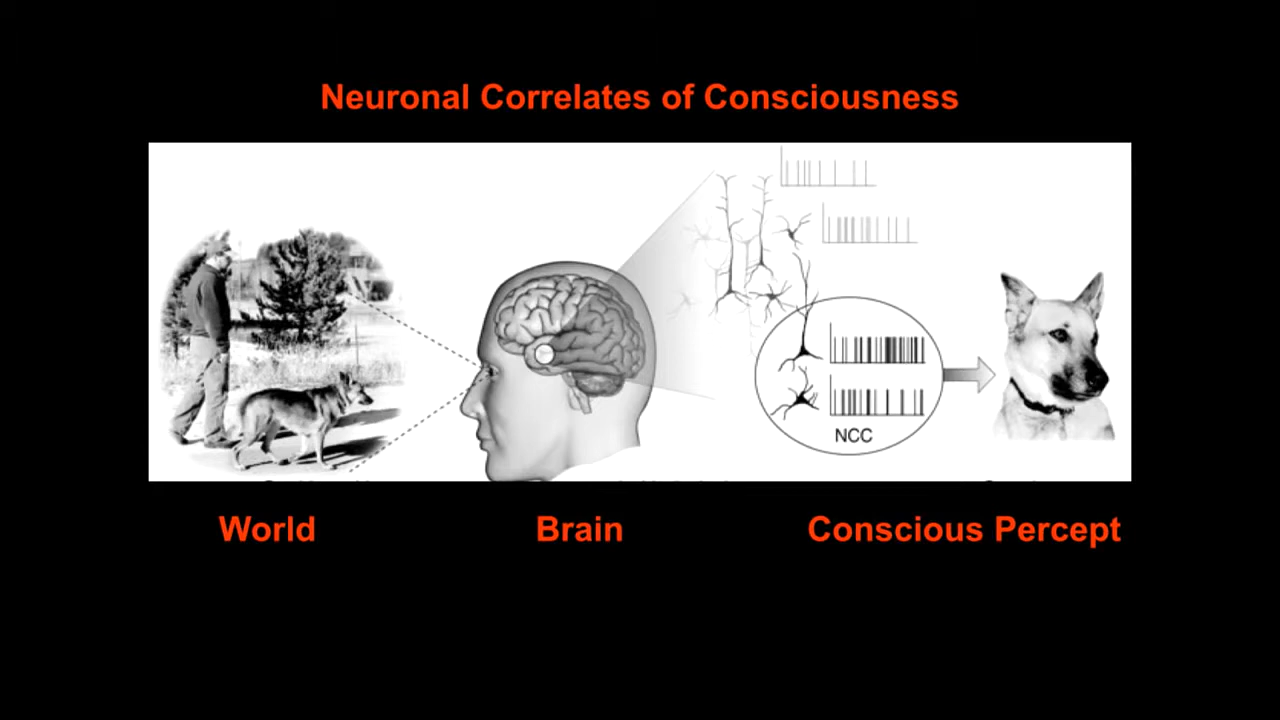 Neuronal Correlates of Consciousness
NCC
World
Brain
Conscious Percept